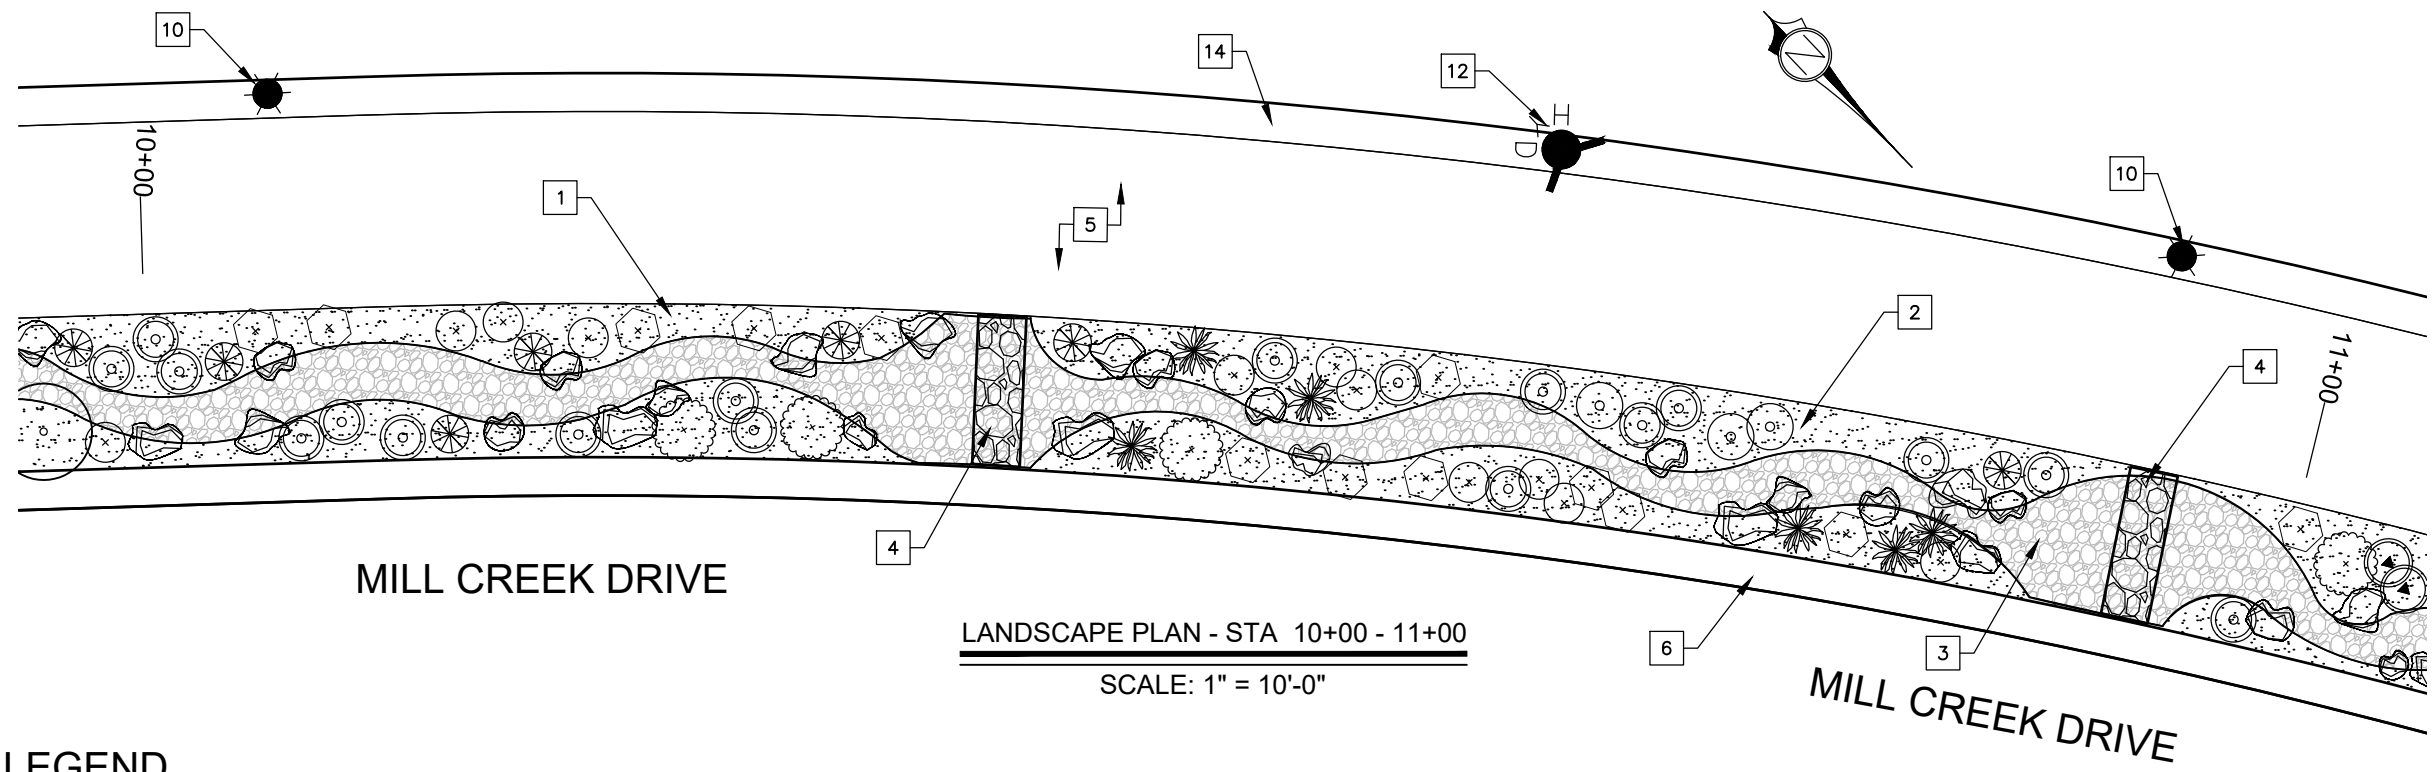 10
14
12
H
Y
D
N
10
10+00
1
5
2
11+00
4
4
MILL CREEK DRIVE
LANDSCAPE PLAN - STA 10+00 - 11+00
SCALE: 1" = 10'-0"
6
3
MILL CREEK DRIVE
LEGEND